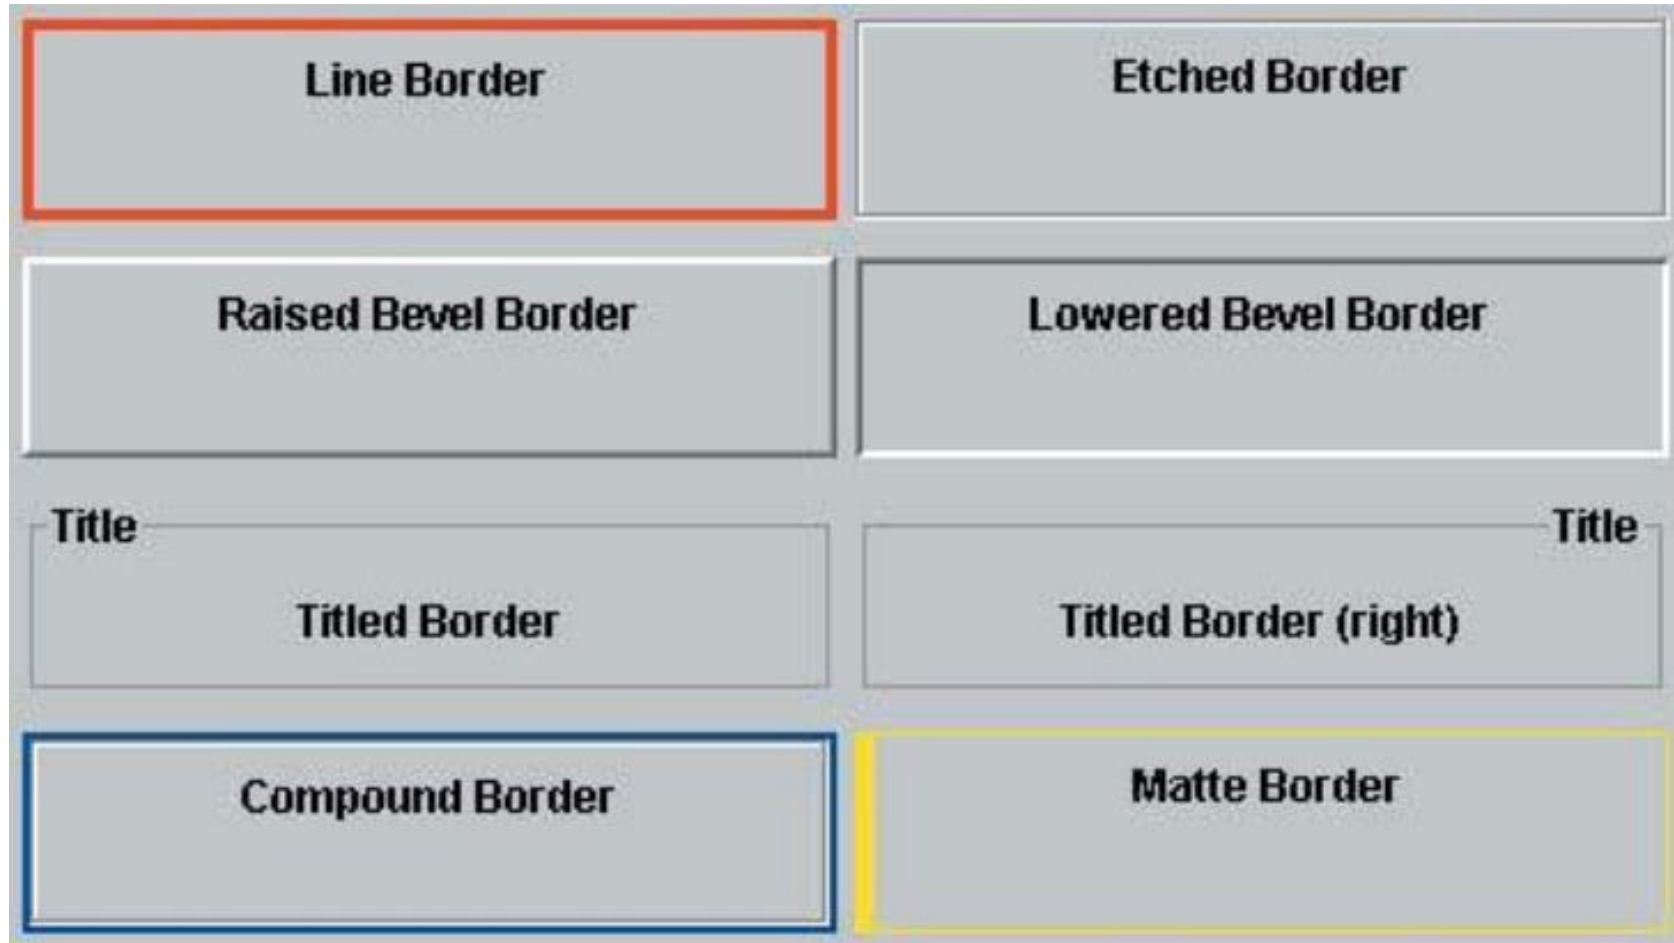 Line Border
Etched Border
Raised Bevel Border
Lowered Bevel Border
Title
Titled Border
Title
Titled Border (right)
Compound Border
Matte Border